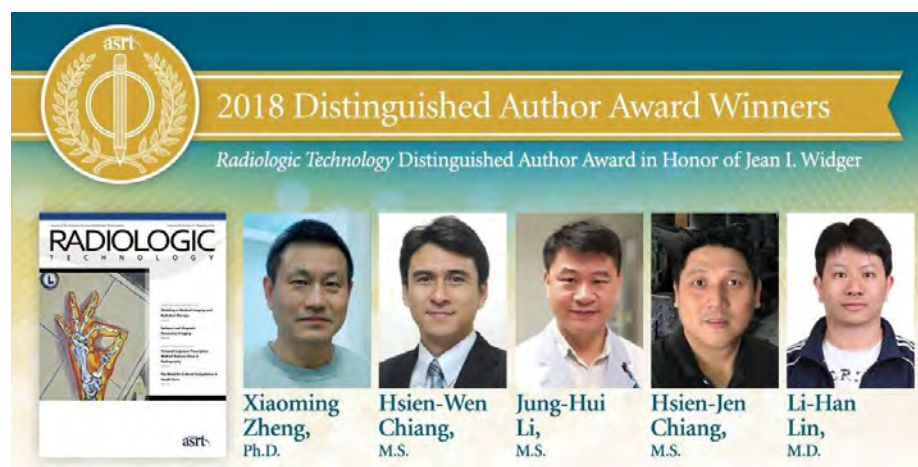 asrt
2018 Distinguished Author Award Winners
Radiologic Technology Distinguished Author Award in Honor of Jean I. Widger
RADIOLOGIC
TECHNOLOGY
L
asrt
Xiaoming
Zheng,
Ph.D.
Hsien-Wen
Chiang,
M.S.
Jung-Hui
Li,
M.S.
Hsien-Jen
Chiang,
M.S.
Li-Han
Lin,
M.D.